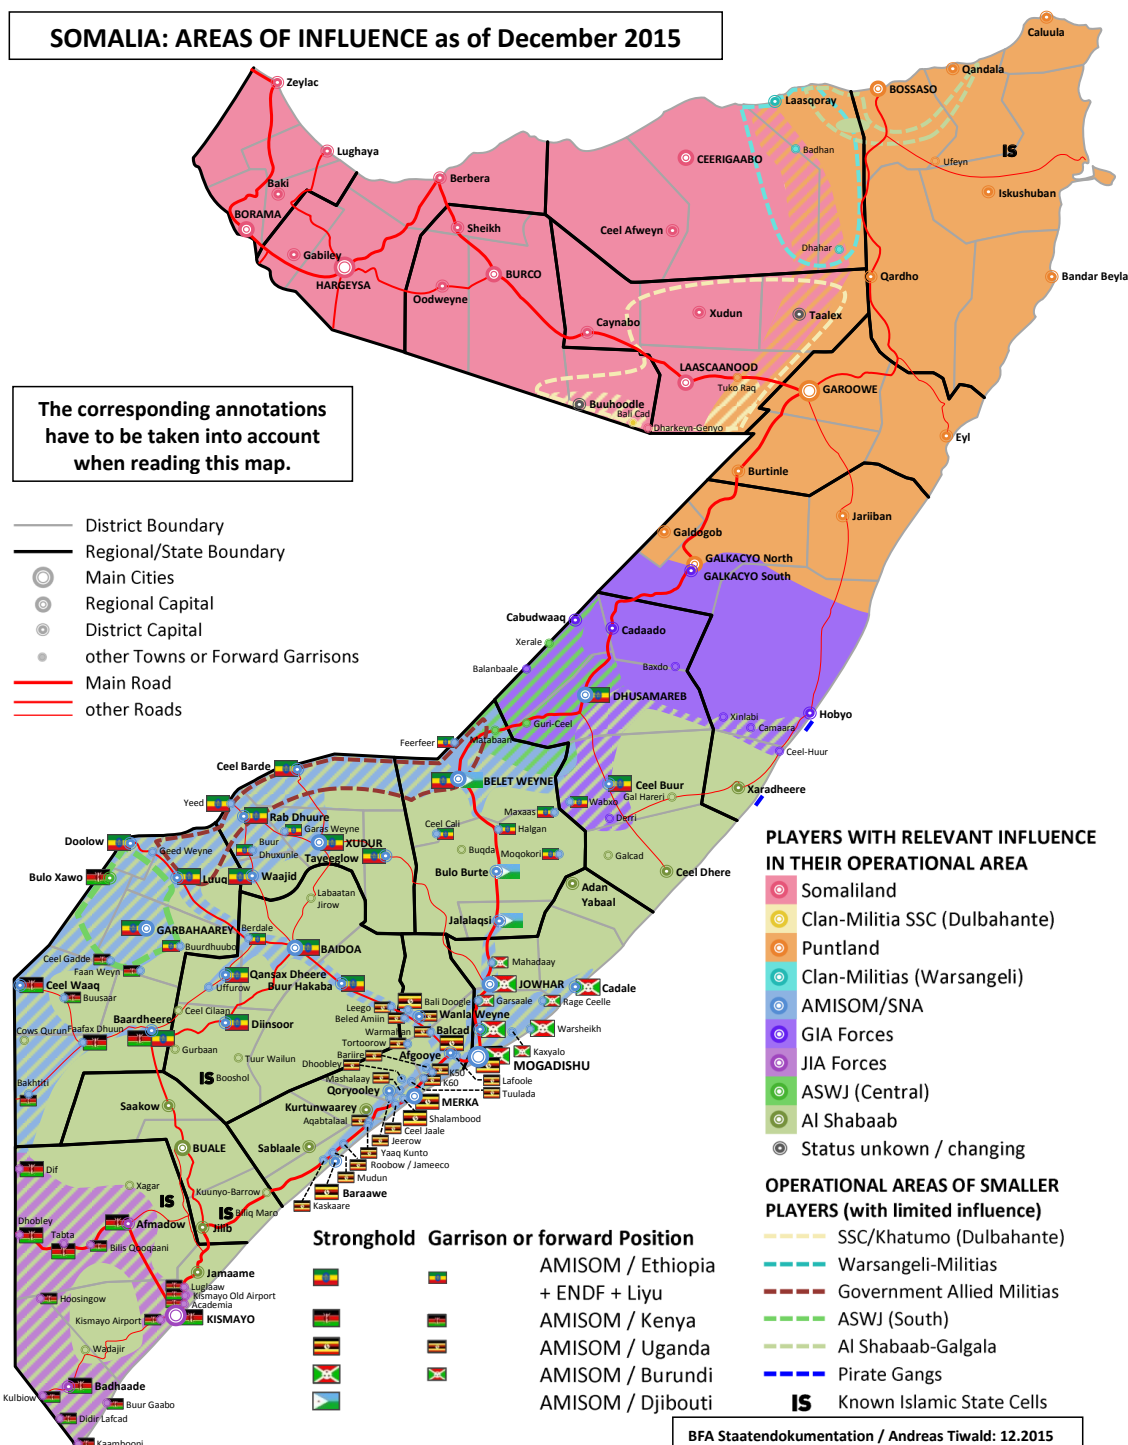 SOMALIA: AREAS OF INFLUENCE as of December 2015
Caluula
Zeylac
Qandala
BOSSASO
Laasqoray
Lughaya
Badhan
CEERIGAABO
IS
Ufeyn
Berbera
Baki
Iskushuban
BORAMA
Sheikh
Ceel Afweyn
Gabiley
Dhahar
HARGEYSA
BURCO
Qardho
Bandar Beyla
Oodweyne
Xudun
Taalex
Caynabo
LAASCAANOOD
Tuko Raq
GAROOWE
The corresponding annotations
have to be taken into account
when reading this map.
Buuhoodle
Bali Cad
Dharkeyn-Genyo
Eyl
Burtinle
District Boundary
Regional/State Boundary
Main Cities
Regional Capital
District Capital
other Towns or Forward Garrisons
Main Road
other Roads
Jariiban
Galdogob
GALKACYO North
GALKACYO South
Cabudwaaq
Cadaado
Xerale
Balanbaale
Baxdo
DHUSAMAREB
Guri-Ceel
Xinlabi
Hobyo
Camaara
Matabaan
Feerfeer
Ceel-Huur
Ceel Barde
BELET WEYNE
Ceel Buur
Gal Hareri
Xaradheere
Yeed
Wabxo
Maxaas
Derri
Rab Dhuure
Garas Weyne
Ceel Cali
Halgan
Doolow
Geed Weyne
Buur
Dhuxunle
XUDUR
Tayeeglow
Buqda
Moqokori
Galcad
Bulo Xawo
Luuq
Waajid
Bulo Burte
Ceel Dhere
Labaatan
Jirow
Adan
Yabaal
GARBAHAAREY
Jalalaqsi
Berdale
Buurdhuubo
BAIDOA
Ceel Gadde
Faan Weyn
Mahadaay
Ceel Waaq
Qansax Dheere
Uffurow
Buur Hakaba
JOWHAR
Cadale
Buusaar
Bali Doogle
Garsaale
Rage Ceelle
Ceel Cilaan
Leego
Wanla Weyne
Beled Amiin
Baardheere
Diinsoor
Warmahan
Balcad
Warsheikh
Cows Qurun
Faafax Dhuun
Tortoorow
Gurbaan
Bariire
Afgooye
Kaxyalo
Tuur Wailun
Dhoobley
MOGADISHU
K50
IS
Booshol
Mashalaay
K60
Lafoole
Bakhtiti
Qoryooley
Tuulada
MERKA
Saakow
Kurtunwaarey
Aqabtalaal
Shalambood
Ceel Jaale
Jeerow
BUALE
Sablaale
Yaaq Kunto
Roobow / Jameeco
Dif
Mudun
Xagar
Kuunyo-Barrow
Baraawe
IS
Kaskaare
IS
Biliq Maro
Dhobley
Afmadow
Jilib
Tabta
Bilis Qooqaani
Jamaame
Luglaaw
Kismayo Old Airport
Academia
Hoosingow
Kismayo Airport
KISMAYO
Wadajir
Badhaade
Kulbiow
Buur Gaabo
Didir Lafcad
Kaambooni
PLAYERS WITH RELEVANT INFLUENCE
IN THEIR OPERATIONAL AREA
Somaliland
Clan-Militia SSC (Dulbahante)
Puntland
Clan-Militias (Warsangeli)
AMISOM/SNA
GIA Forces
JIA Forces
ASWJ (Central)
Al Shabaab
Status unkown / changing
OPERATIONAL AREAS OF SMALLER
PLAYERS (with limited influence)
SSC/Khatumo (Dulbahante)
Warsangeli-Militias
Government Allied Militias
ASWJ (South)
Al Shabaab-Galgala
Pirate Gangs
IS Known Islamic State Cells
Stronghold Garrison or forward Position
AMISOM / Ethiopia
+ ENDF + Liyu
AMISOM / Kenya
AMISOM / Uganda
AMISOM / Burundi
AMISOM / Djibouti
BFA Staatendokumentation / Andreas Tiwald: 12.2015